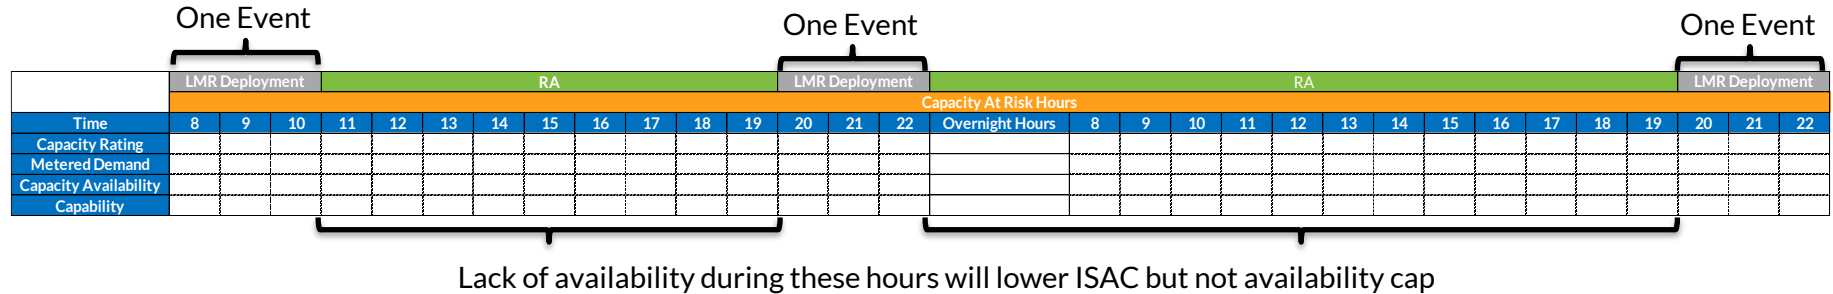 One Event One Event One Event
LMR Deployment RA LMR Deployment RA LMR Deployment
Capacity At Risk Hours
Time 8 9 10 11 12 13 14 15 16 17 18 19 20 21 22 Overnight Hours 8 9 10 11 12 13 14 15 16 17 18 19 20 21 22
Capacity Rating
Metered Demand
Capacity Availability
Capability
Lack of availability during these hours will lower ISAC but not availability cap